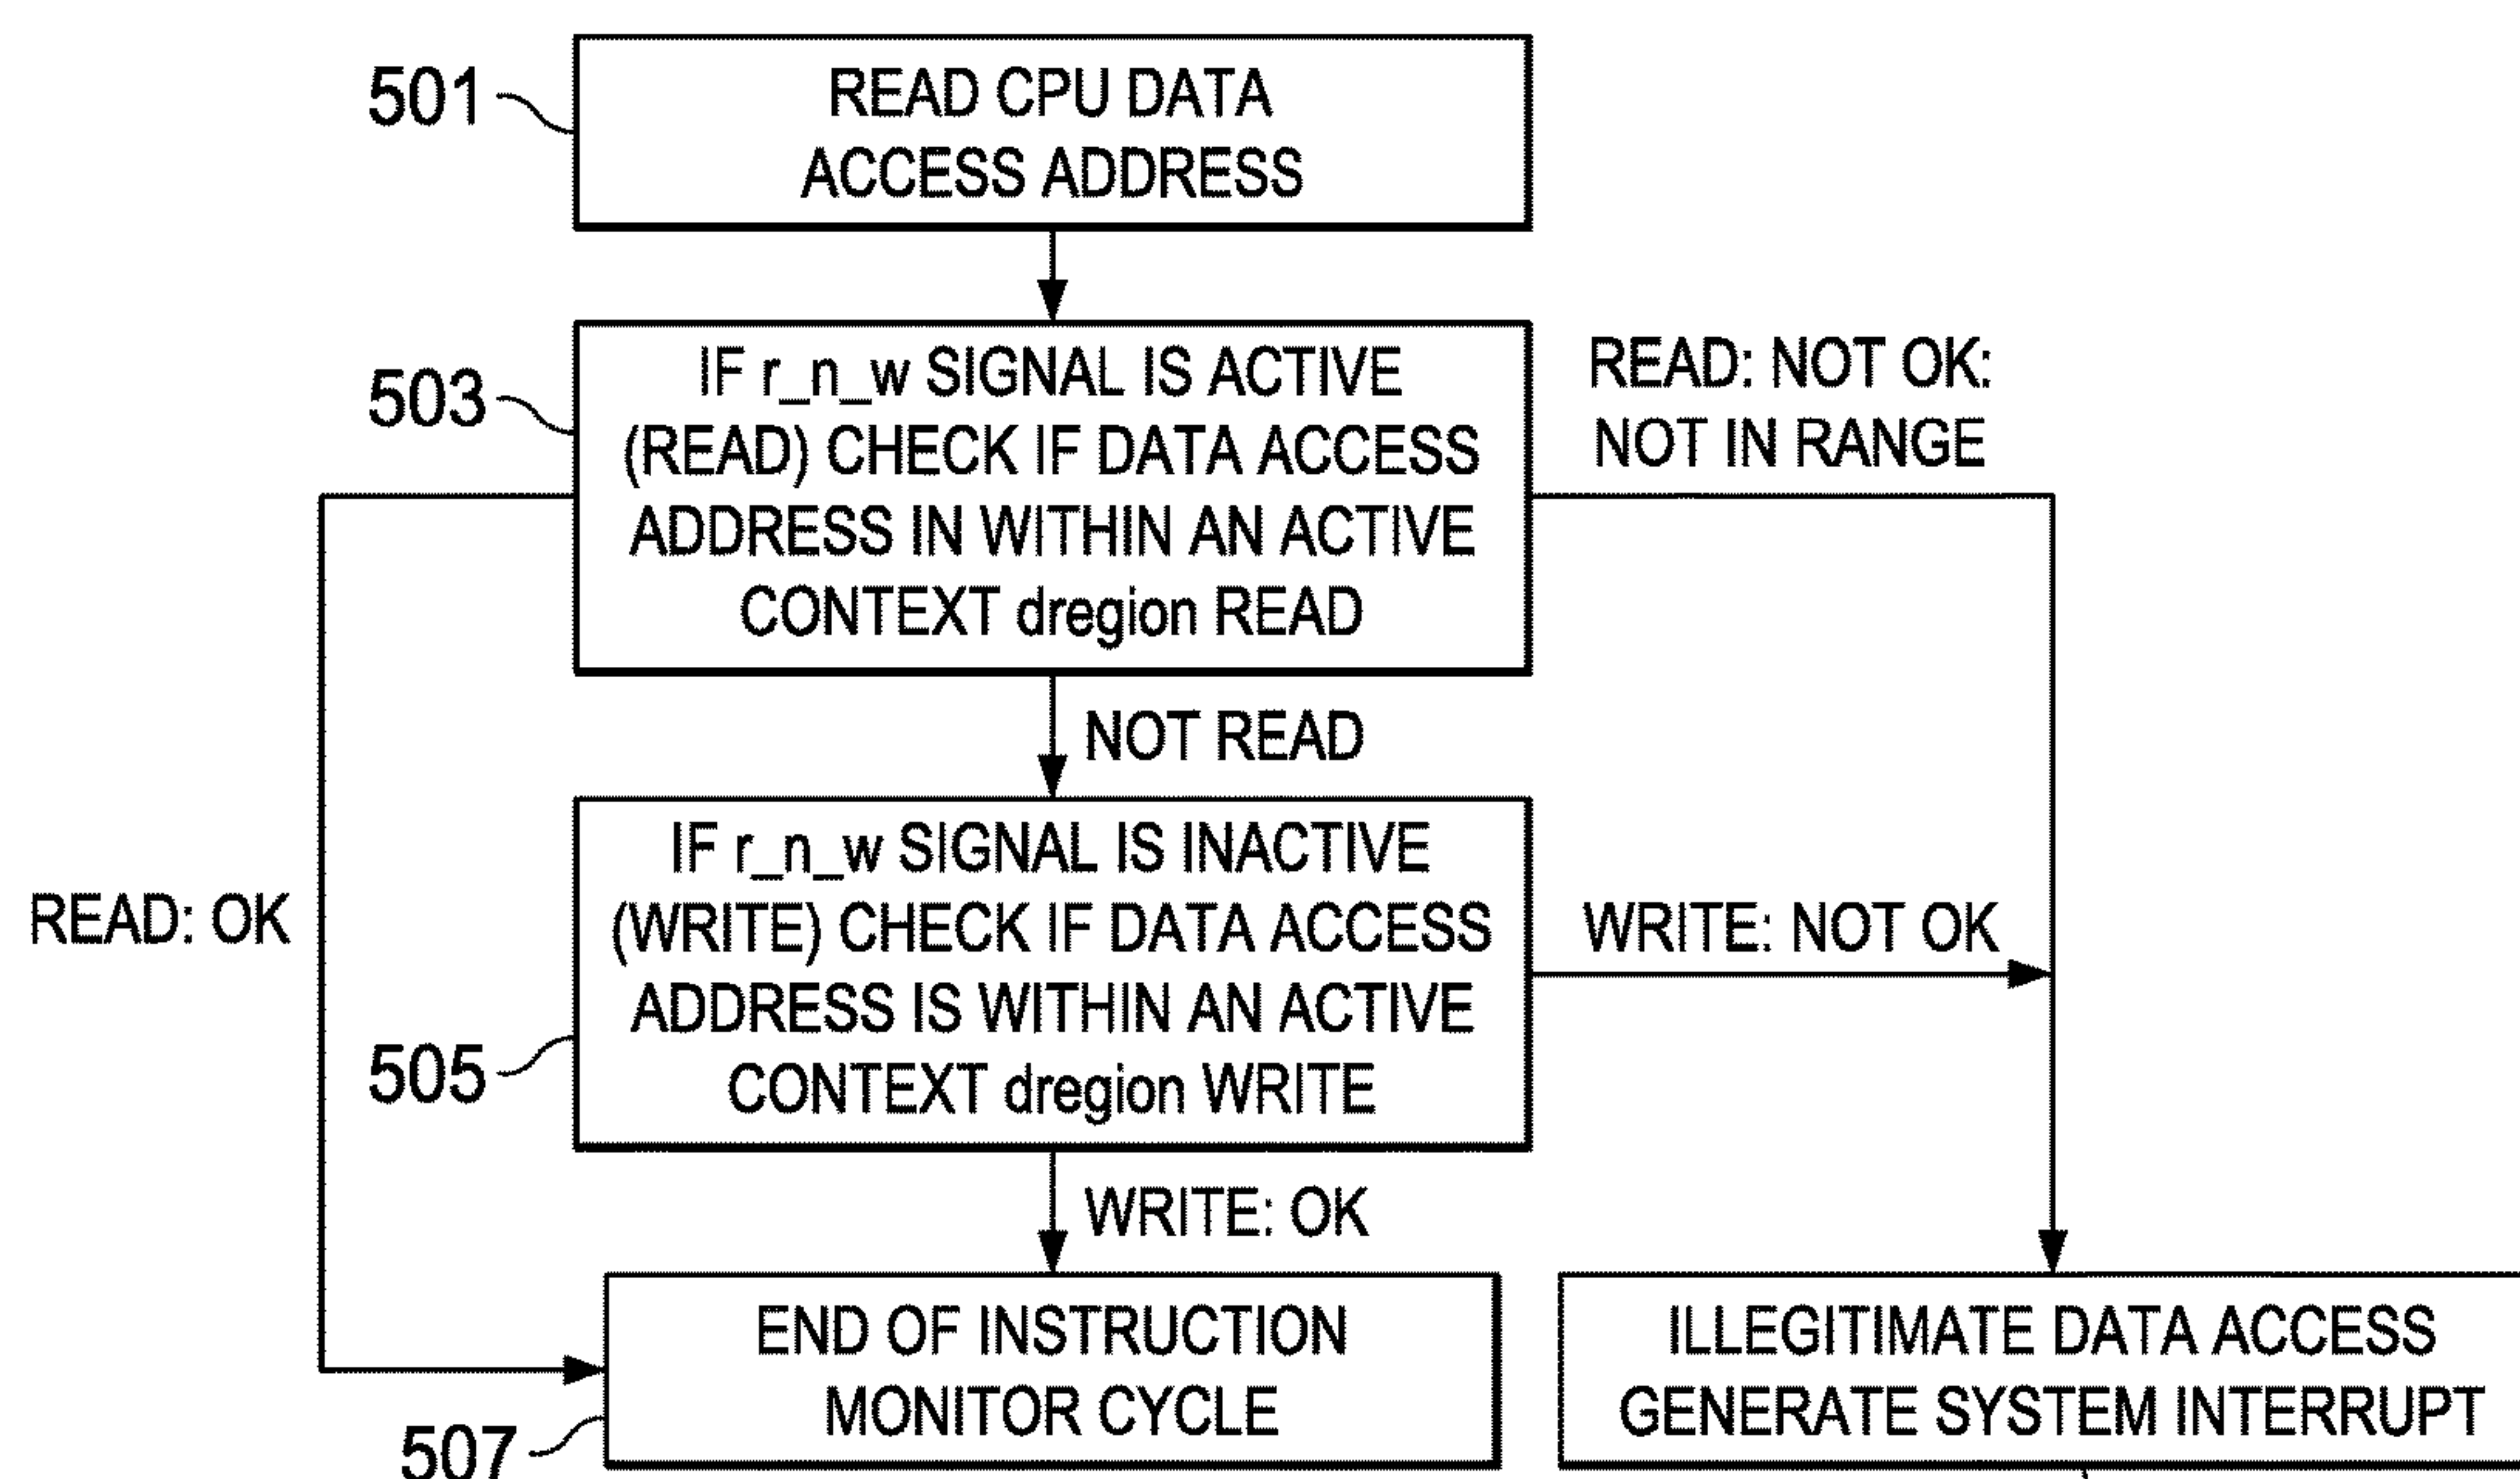 501
READ CPU DATA
ACCESS ADDRESS
503
IF r_n_w SIGNAL IS ACTIVE
(READ) CHECK IF DATA ACCESS
ADDRESS IN WITHIN AN ACTIVE
CONTEXT dregion READ
READ: NOT OK:
NOT IN RANGE
NOT READ
READ: OK
505
IF r_n_w SIGNAL IS INACTIVE
(WRITE) CHECK IF DATA ACCESS
ADDRESS IS WITHIN AN ACTIVE
CONTEXT dregion WRITE
WRITE: NOT OK
WRITE: OK
507
END OF INSTRUCTION
MONITOR CYCLE
ILLEGITIMATE DATA ACCESS
GENERATE SYSTEM INTERRUPT